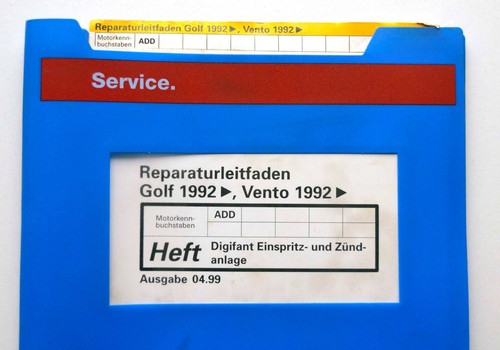 Reparaturleitfaden Golf 1992 ►, Vento 1992 ►
Motorkenn-
buchstaben ADD
Service.
Reparaturleitfaden
Golf 1992 ►, Vento 1992 ►
Motorkenn-
buchstaben ADD
Heft Digifant Einspritz- und Zünd-
anlage
Ausgabe 04.99